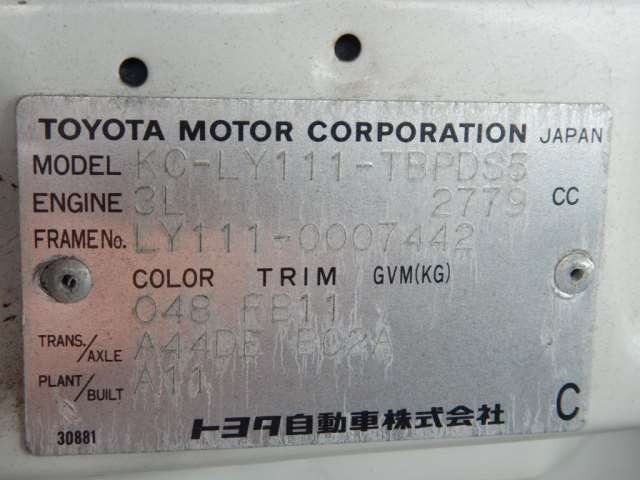 TOYOTA MOTOR CORPORATION JAPAN
MODEL KC-LY111-TBPDS5
ENGINE 3L 2779 CC
FRAME No. LY111-0007442
COLOR TRIM GVM(KG)
048 FE11
TRANS./AXLE A44DE B02A
PLANT/BUILT A11
トヨタ自動車株式会社 C
30881